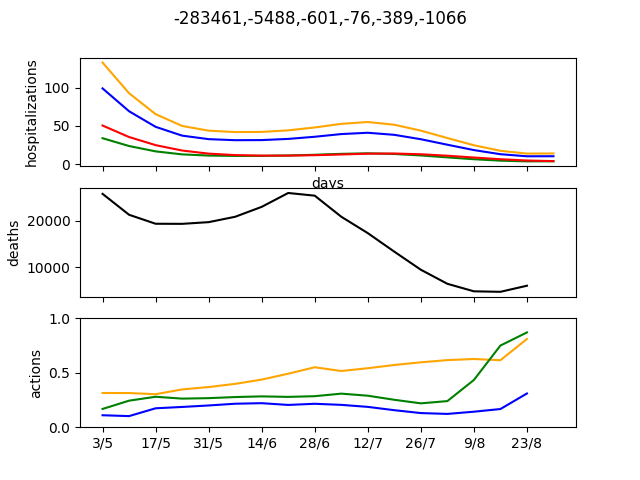 -283461,-5488,-601,-76,-389,-1066
hospitalizations
100
50
0
days
deaths
20000
10000
actions
1.0
0.5
0.0
3/5 17/5 31/5 14/6 28/6 12/7 26/7 9/8 23/8